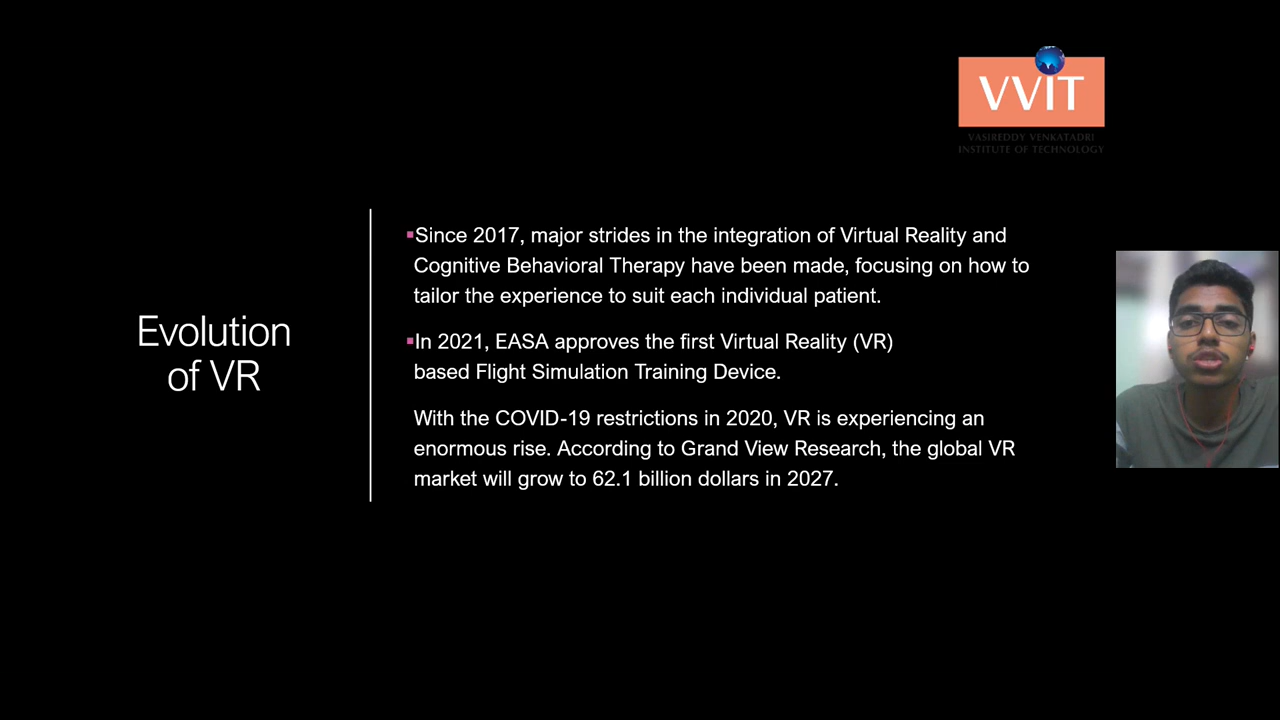 VVIT
VASIREDDY VENKATADRI
INSTITUTE OF TECHNOLOGY
Evolution
of VR
▪Since 2017, major strides in the integration of Virtual Reality and
Cognitive Behavioral Therapy have been made, focusing on how to
tailor the experience to suit each individual patient.
▪In 2021, EASA approves the first Virtual Reality (VR)
based Flight Simulation Training Device.
With the COVID-19 restrictions in 2020, VR is experiencing an
enormous rise. According to Grand View Research, the global VR
market will grow to 62.1 billion dollars in 2027.